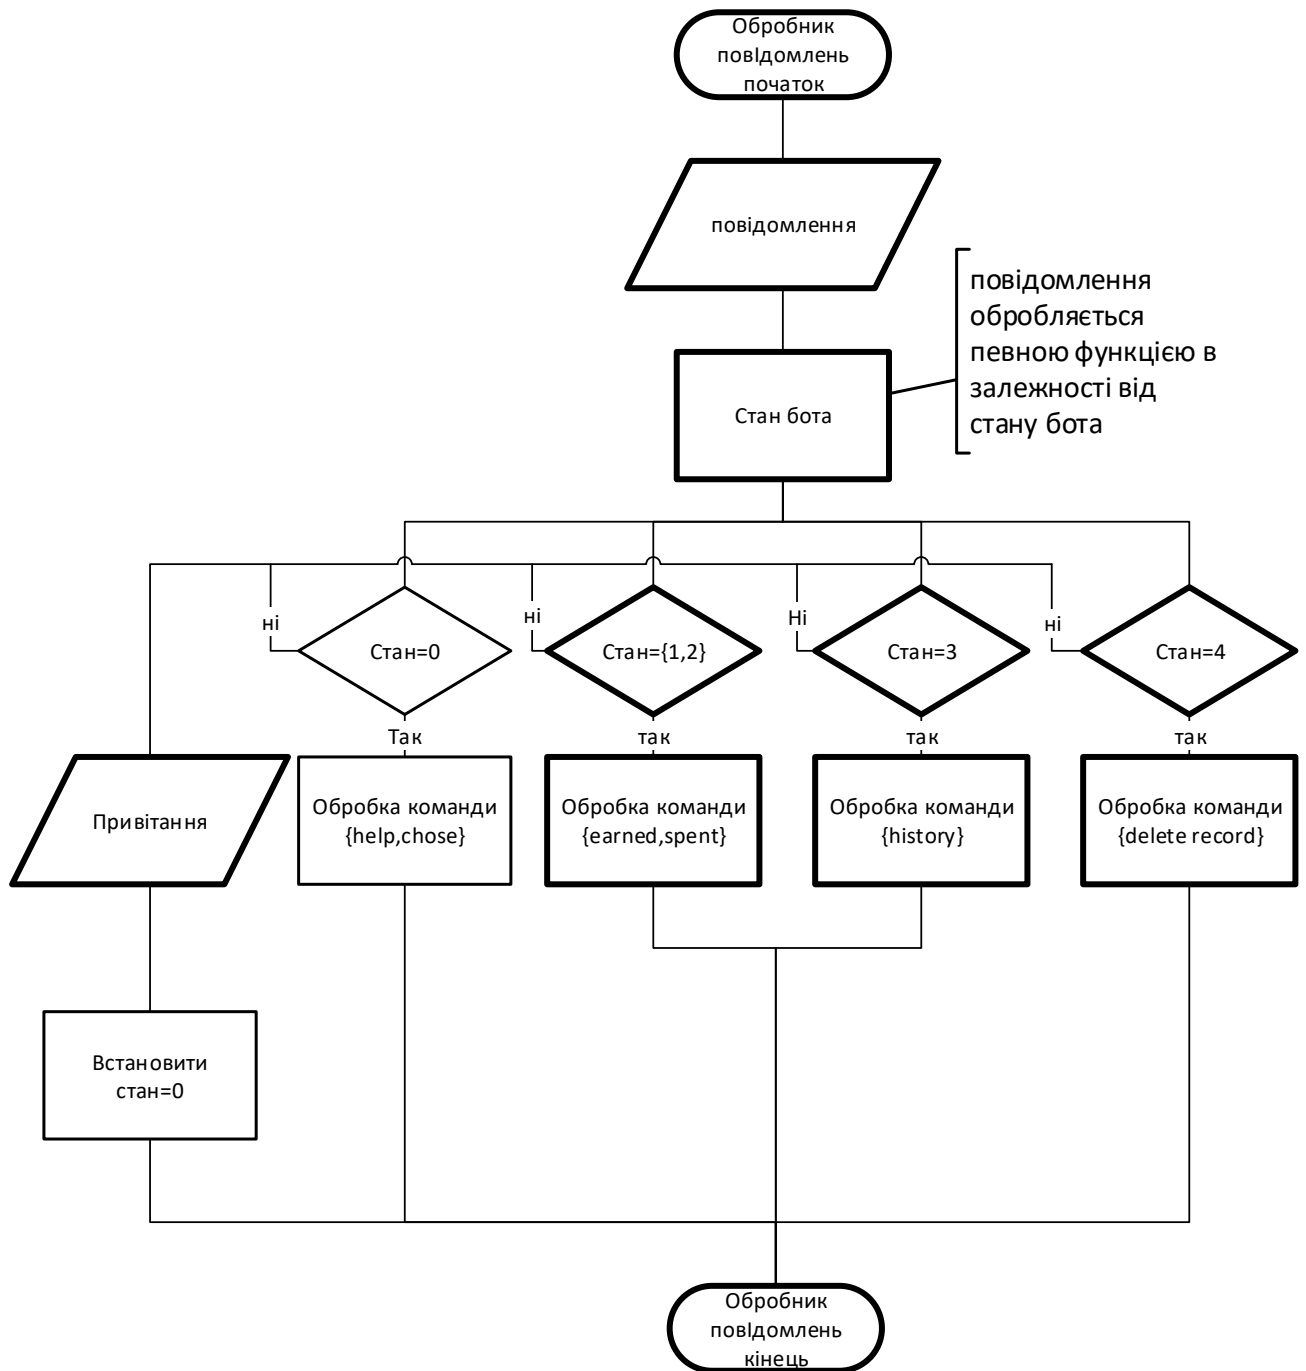 Обробник
повІдомлень
початок
повідомлення
повідомлення
обробляється
певною функцією в
залежності від
стану бота
Стан бота
ні
ні
Ні
ні
Стан=0
Стан={1,2}
Стан=3
Стан=4
Так
так
так
так
Привітання
Обробка команди
{help,chose}
Обробка команди
{earned,spent}
Обробка команди
{history}
Обробка команди
{delete record}
Встановити
стан=0
Обробник
повІдомлень
кінець